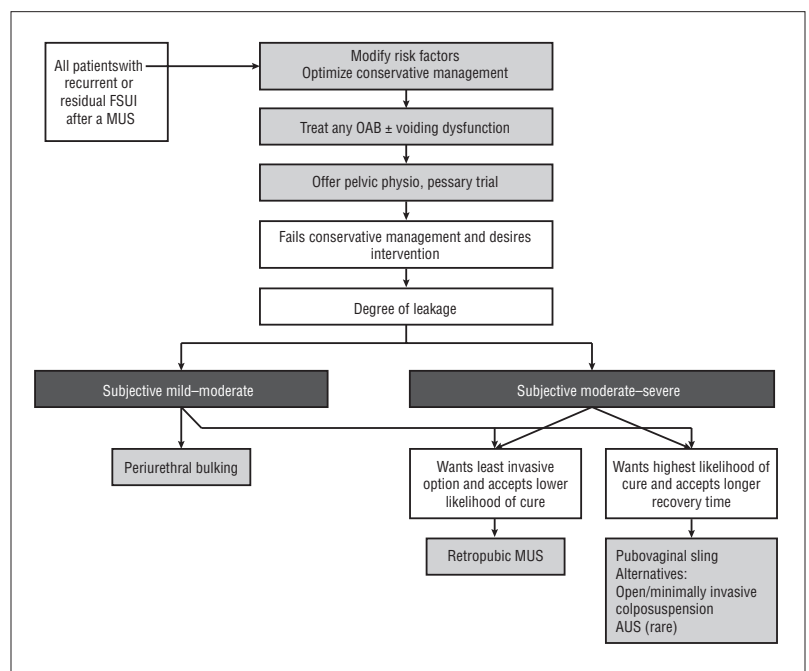 All patientswith
recurrent or
residual FSUI
after a MUS
Modify risk factors
Optimize conservative management
Treat any OAB ± voiding dysfunction
Offer pelvic physio, pessary trial
Fails conservative management and desires
intervention
Degree of leakage
Subjective mild–moderate
Subjective moderate–severe
Periurethral bulking
Wants least invasive
option and accepts lower
likelihood of cure
Wants highest likelihood of
cure and accepts longer
recovery time
Retropubic MUS
Pubovaginal sling
Alternatives:
Open/minimally invasive
colposuspension
AUS (rare)